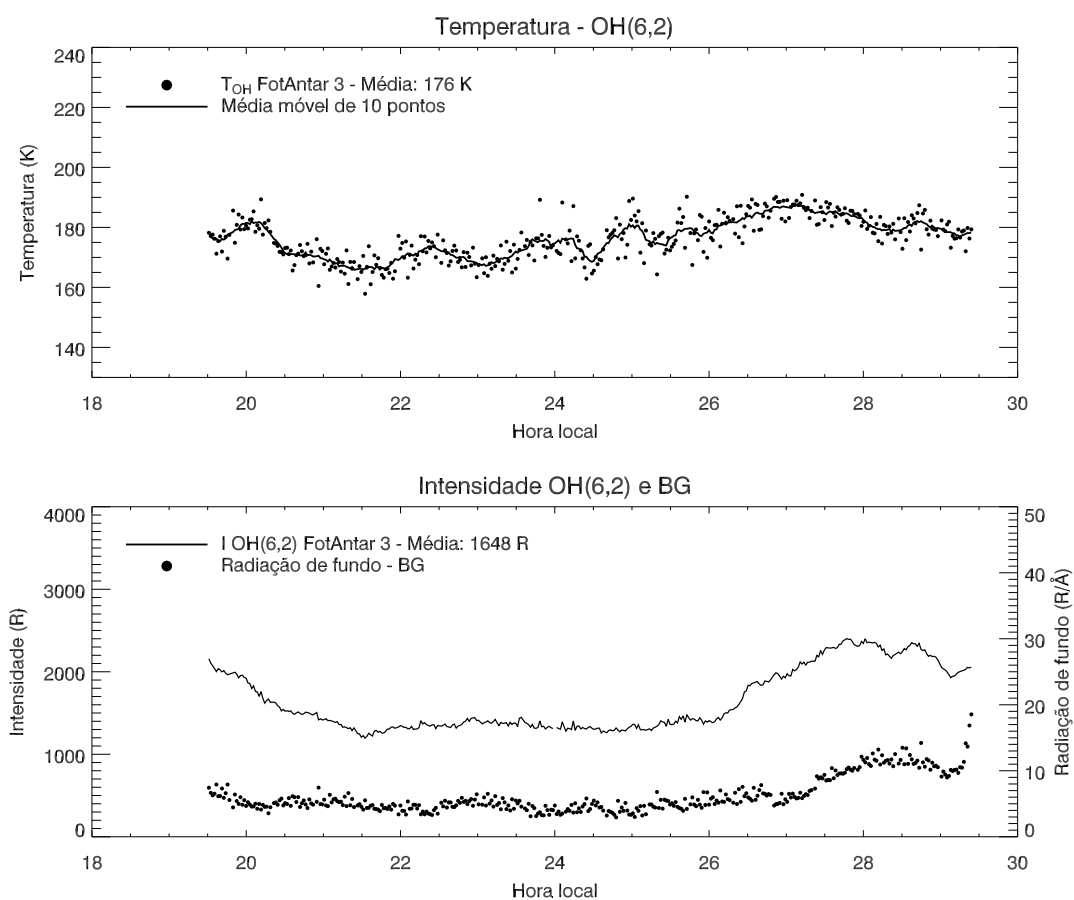 Temperatura - OH(6,2)
240
220
200
180
160
140
Temperatura (K)
T_OH FotAntar 3 - Média: 176 K
Média móvel de 10 pontos
18 20 22 24 26 28 30
Hora local
Intensidade OH(6,2) e BG
4000
3000
2000
1000
0
Intensidade (R)
I OH(6,2) FotAntar 3 - Média: 1648 R
Radiação de fundo - BG
50
40
30
20
10
0
Radiação de fundo (R/Å)
18 20 22 24 26 28 30
Hora local